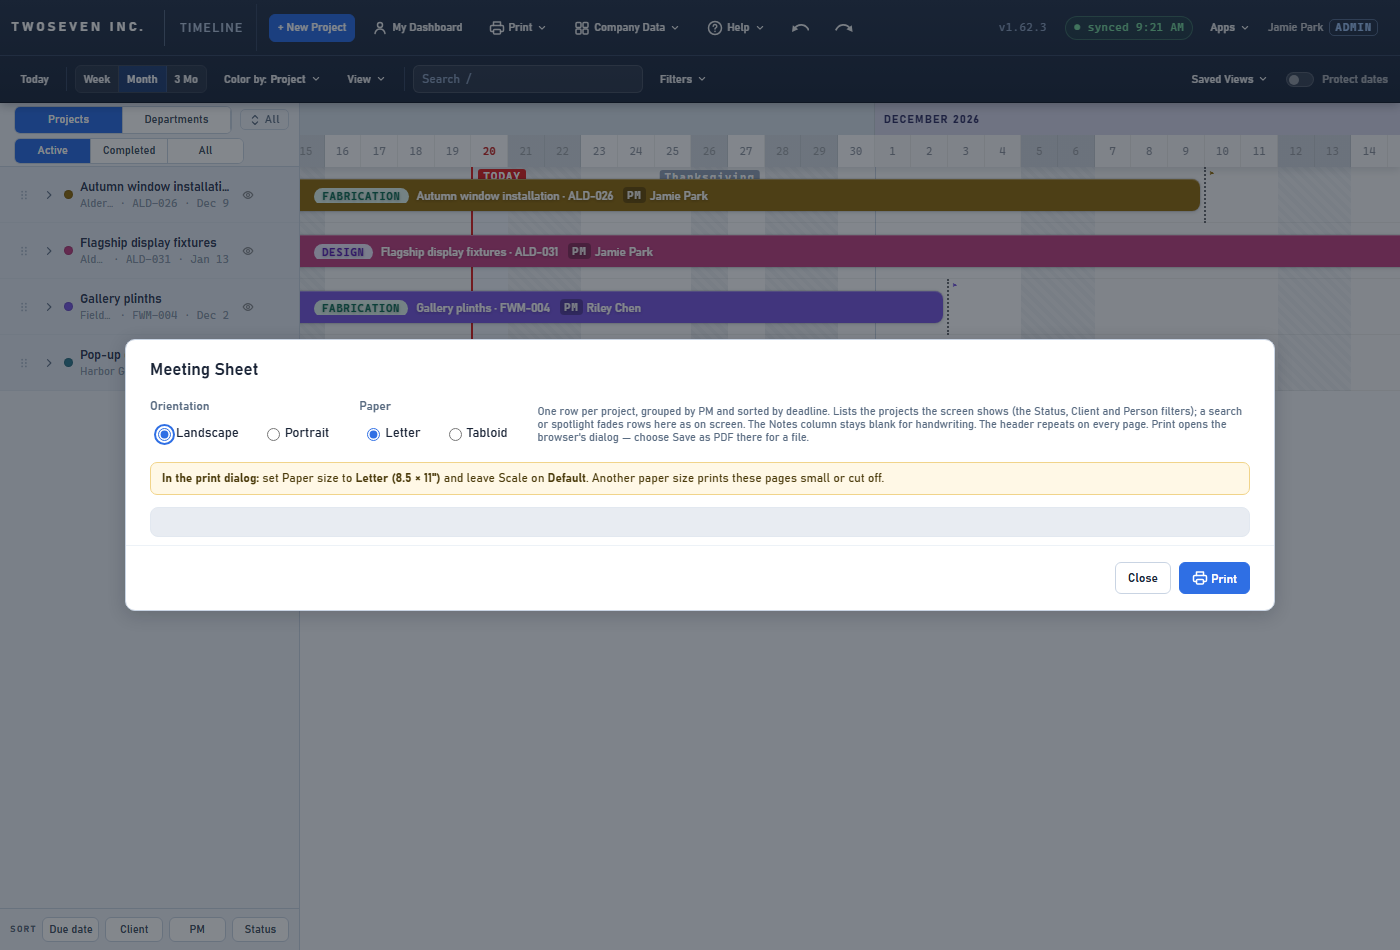 TWOSEVEN INC. TIMELINE + New Project My Dashboard Print Company Data Help v1.62.3 synced 9:21 AM Apps Jamie Park ADMIN
Today Week Month 3 Mo Color by: Project View Search / Filters Saved Views Protect dates
Projects Departments All
DECEMBER 2026
Active Completed All
15 16 17 18 19 20 21 22 23 24 25 26 27 28 29 30 1 2 3 4 5 6 7 8 9 10 11 12 13 14
TODAY Thanksgiving
Autumn window installati…
Alder… · ALD-026 · Dec 9
FABRICATION Autumn window installation · ALD-026 PM Jamie Park
Flagship display fixtures
Ald… · ALD-031 · Jan 13
DESIGN Flagship display fixtures · ALD-031 PM Jamie Park
Gallery plinths
Field… · FWM-004 · Dec 2
FABRICATION Gallery plinths · FWM-004 PM Riley Chen
Pop-up
Harbor G
Meeting Sheet
Orientation
Landscape Portrait
Paper
Letter Tabloid
One row per project, grouped by PM and sorted by deadline. Lists the projects the screen shows (the Status, Client and Person filters); a search
or spotlight fades rows here as on screen. The Notes column stays blank for handwriting. The header repeats on every page. Print opens the
browser's dialog — choose Save as PDF there for a file.
In the print dialog: set Paper size to Letter (8.5 × 11") and leave Scale on Default. Another paper size prints these pages small or cut off.
Close Print
SORT Due date Client PM Status